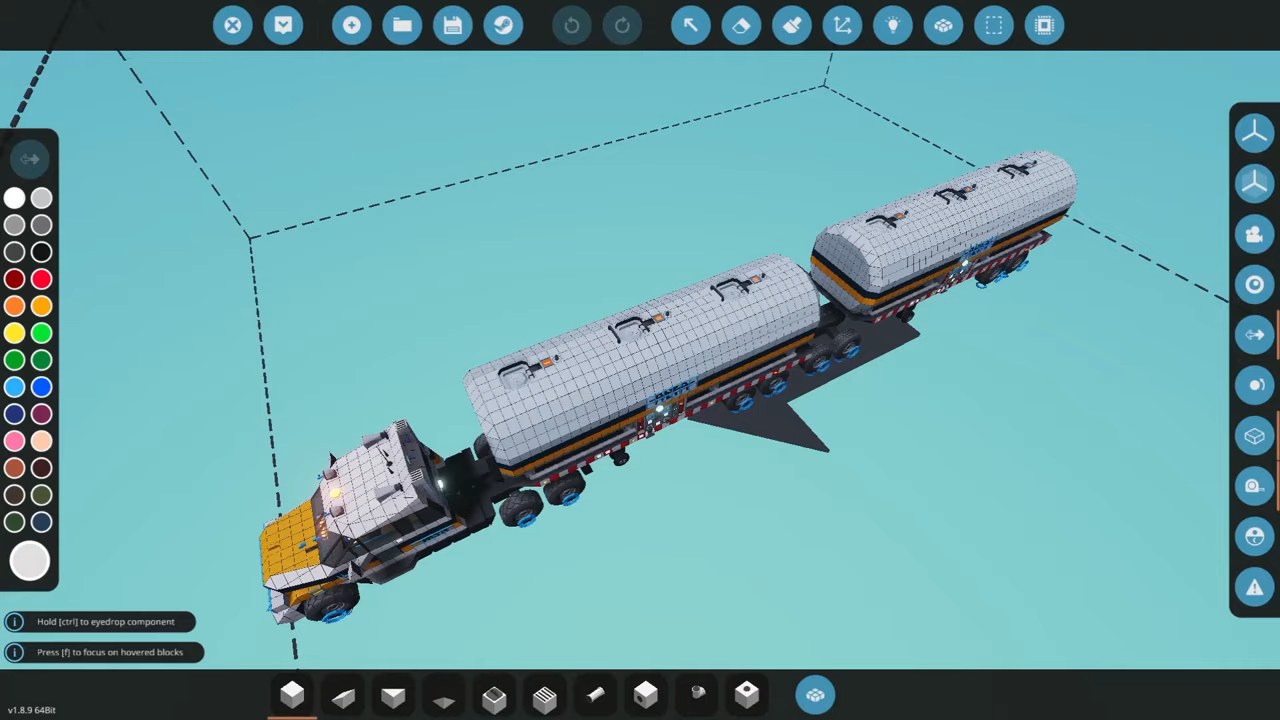 Hold [ctrl] to eyedrop component
Press [f] to focus on hovered blocks
v1.8.9 64Bit